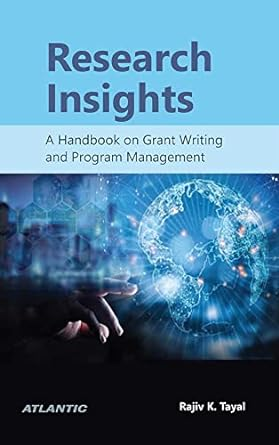 Research
Insights
A Handbook on Grant Writing
and Program Management
ATLANTIC
Rajiv K. Tayal